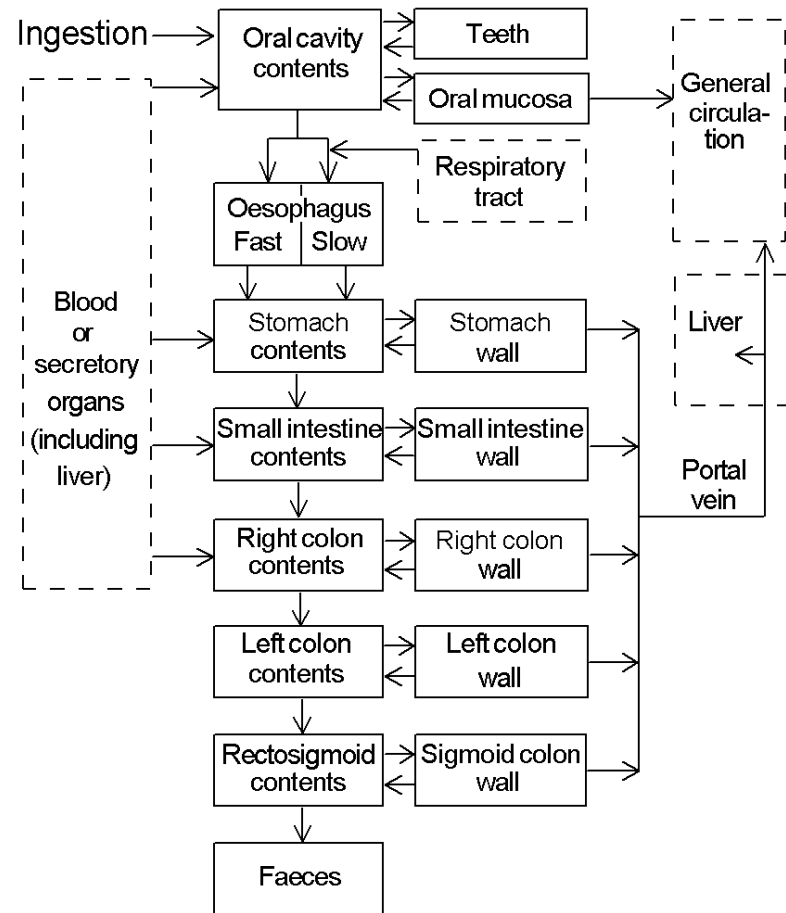 Ingestion
Oral cavity
contents
Teeth
Oral mucosa
General
circula-
tion
Respiratory
tract
Oesophagus
Fast
Slow
Blood
or
secretory
organs
(including
liver)
Stomach
contents
Stomach
wall
Liver
Small intestine
contents
Small intestine
wall
Portal
vein
Right colon
contents
Right colon
wall
Left colon
contents
Left colon
wall
Rectosigmoid
contents
Sigmoid colon
wall
Faeces